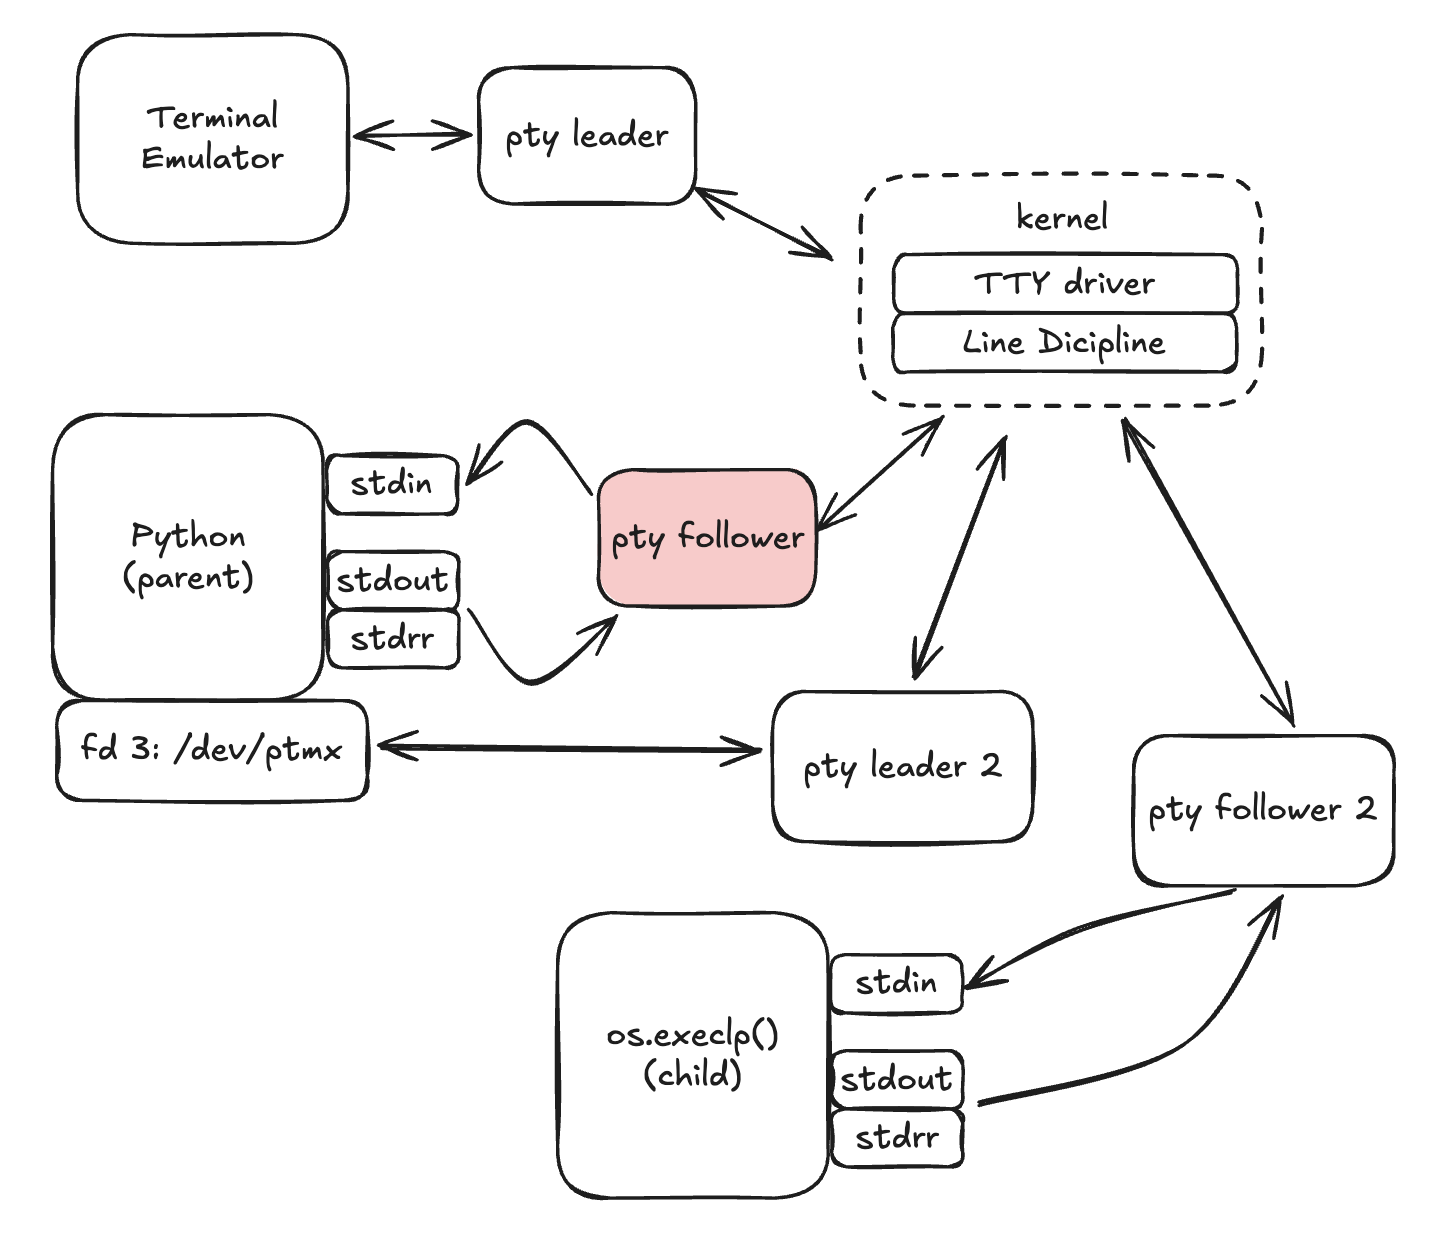 Terminal
Emulator
pty leader
kernel
TTY driver
Line Dicipline
Python
(parent)
stdin
stdout
stdrr
pty follower
fd 3: /dev/ptmx
pty leader 2
pty follower 2
os.execlp()
(child)
stdin
stdout
stdrr